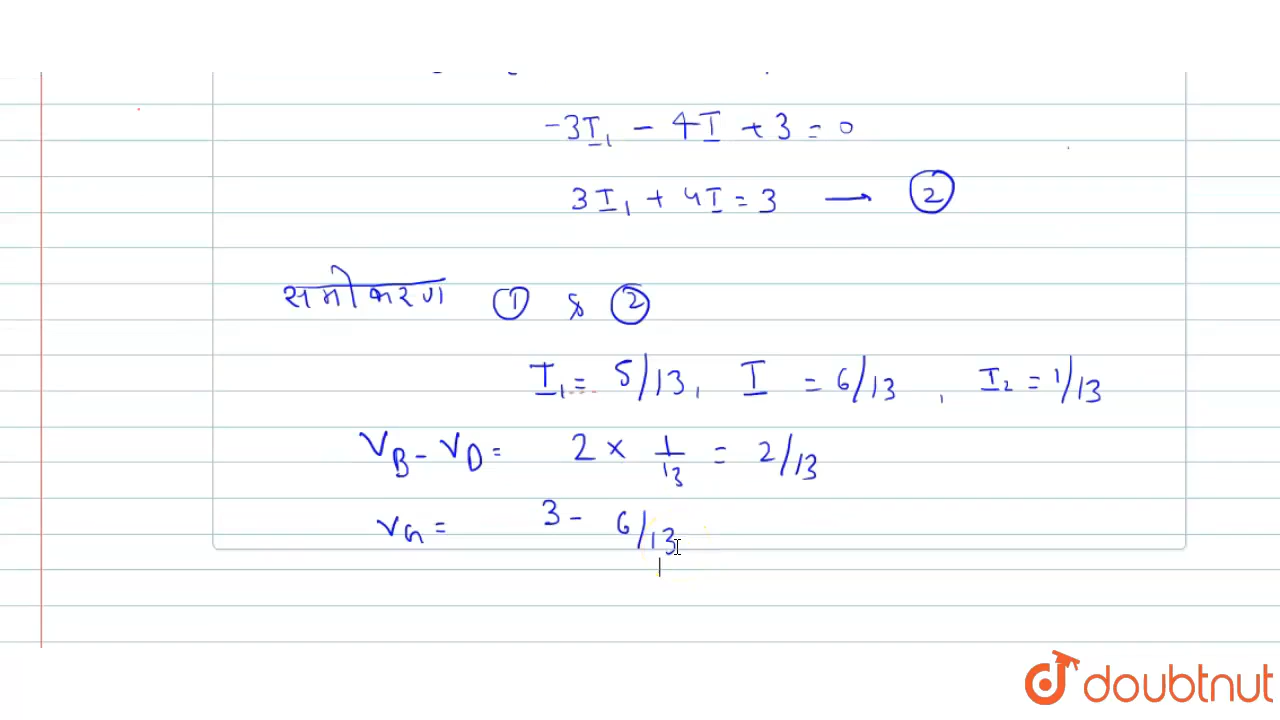 -3I₁ - 4I + 3 = 0
3I₁ + 4I = 3 → ②
समीकरण ① & ②
I₁ = 5/13, I = 6/13, I₂ = 1/13
V_B - V_D = 2 × 1/13 = 2/13
V_G = 3 - 6/13
doubtnut